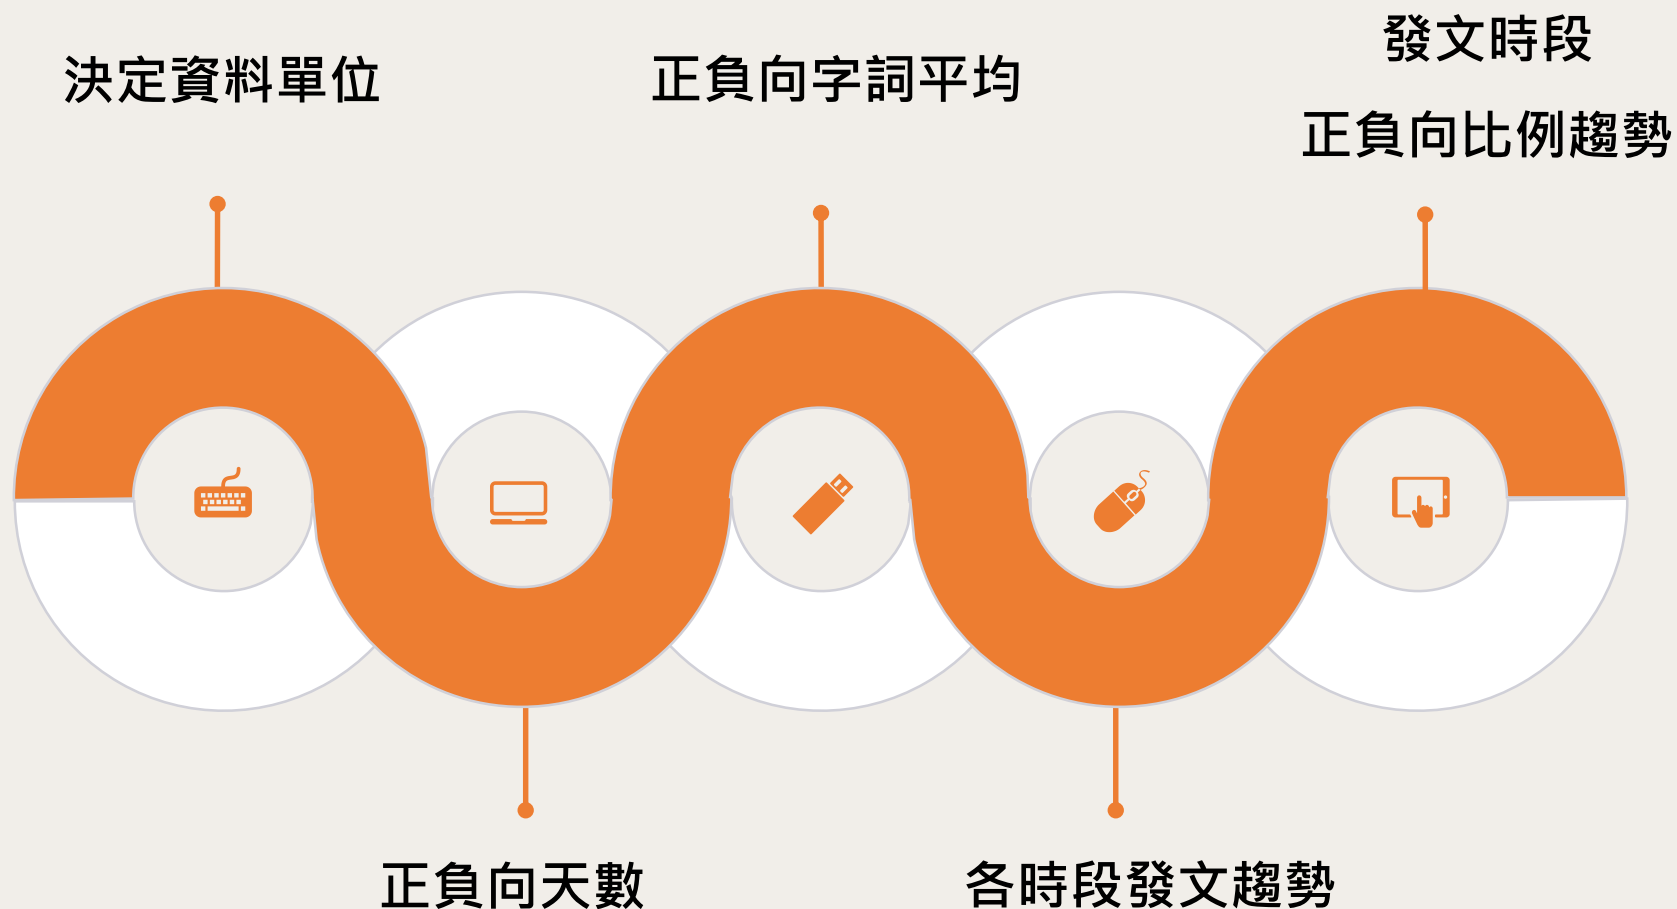 決定資料單位
正負向天數
正負向字詞平均
各時段發文趨勢
發文時段
正負向比例趨勢